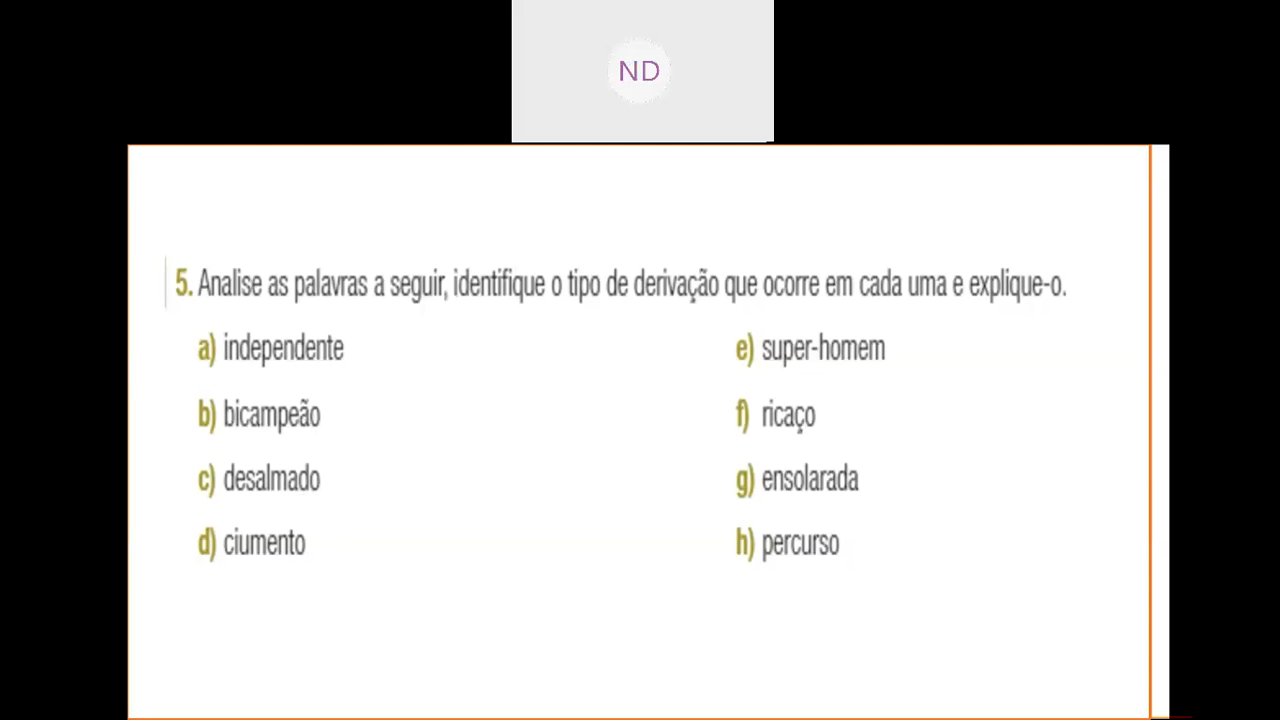 ND
5. Analise as palavras a seguir, identifique o tipo de derivação que ocorre em cada uma e explique-o.
a) independente
b) bicampeão
c) desalmado
d) ciumento
e) super-homem
f) ricaço
g) ensolarada
h) percurso